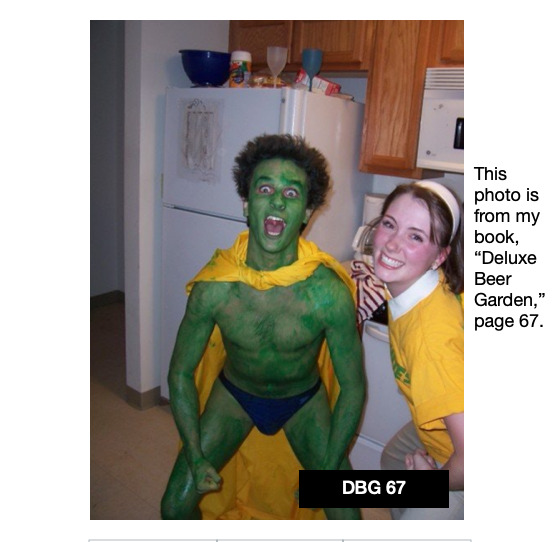 This
photo is
from my
book,
“Deluxe
Beer
Garden,”
page 67.
DBG 67